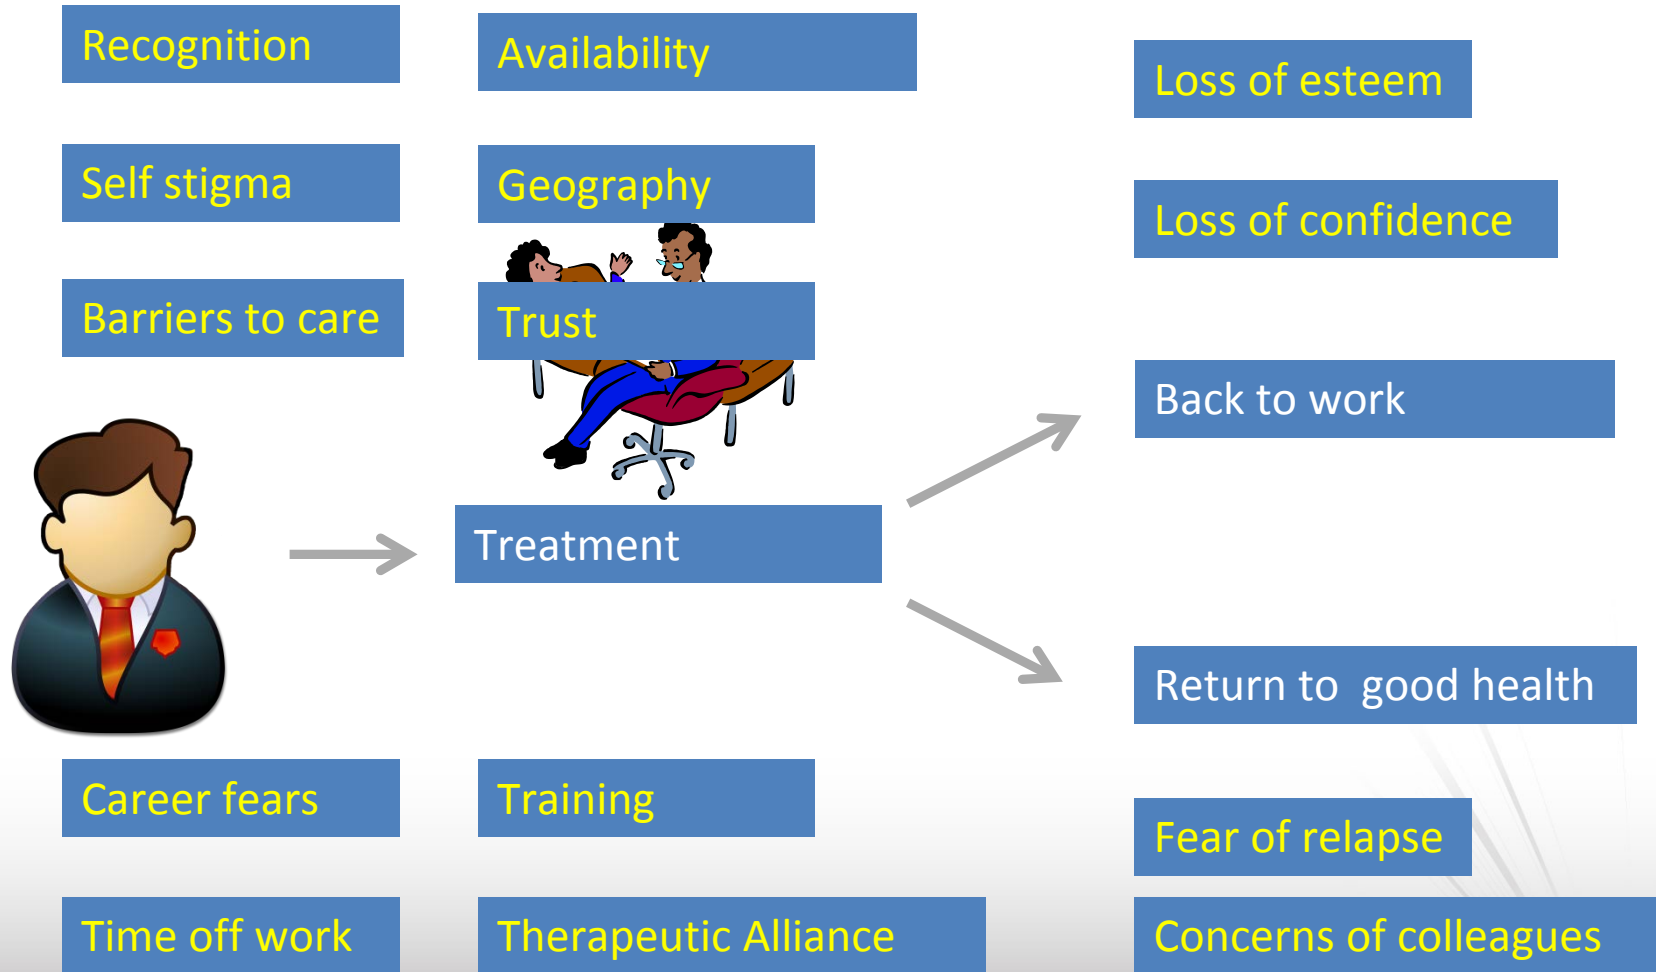 Recognition
Self stigma
Barriers to care
Career fears
Time off work
Availability
Geography
Trust
Treatment
Training
Therapeutic Alliance
Loss of esteem
Loss of confidence
Back to work
Return to  good health
Fear of relapse
Concerns of colleagues